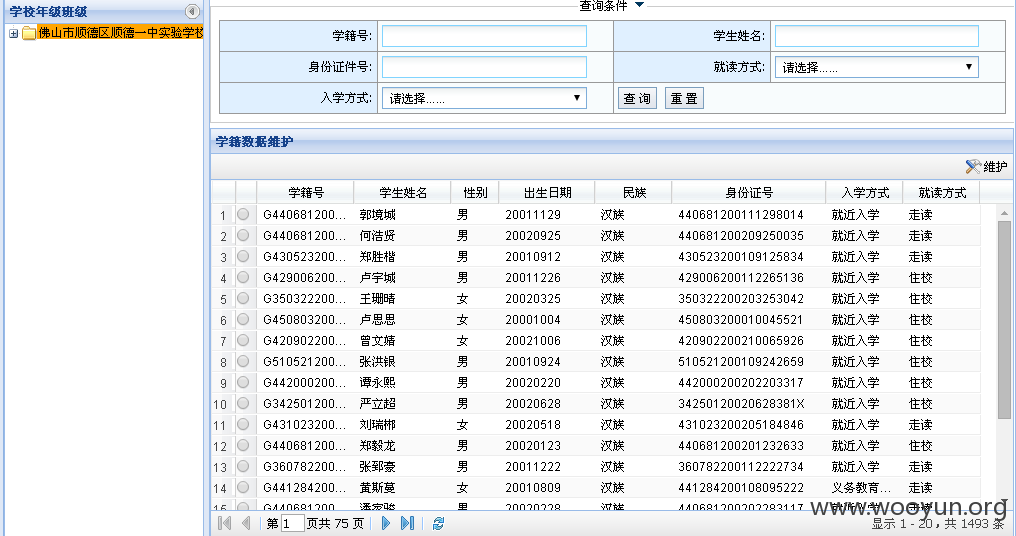 学校年级班级
佛山市顺德区顺德一中实验学校
查询条件
学籍号: 学生姓名:
身份证件号: 就读方式: 请选择......
入学方式: 请选择...... 查询 重置
学籍数据维护
维护
学籍号 学生姓名 性别 出生日期 民族 身份证号 入学方式 就读方式
1 G440681200... 郭境城 男 20011129 汉族 440681200111298014 就近入学 走读
2 G440681200... 何浩贤 男 20020925 汉族 440681200209250035 就近入学 走读
3 G430523200... 郑胜楷 男 20010912 汉族 430523200109125834 就近入学 走读
4 G429006200... 卢宇城 男 20011226 汉族 429006200112265136 就近入学 住校
5 G350322200... 王珊晴 女 20020325 汉族 350322200203253042 就近入学 住校
6 G450803200... 卢思思 女 20001004 汉族 450803200010045521 就近入学 住校
7 G420902200... 曾文婧 女 20021006 汉族 420902200210065926 就近入学 住校
8 G510521200... 张洪银 男 20010924 汉族 510521200109242659 就近入学 住校
9 G442000200... 谭永熙 男 20020220 汉族 442000200202203317 就近入学 住校
10 G342501200... 严立超 男 20020628 汉族 34250120020628381X 就近入学 住校
11 G431023200... 刘瑞郴 女 20020518 汉族 431023200205184846 就近入学 走读
12 G440681200... 郑毅龙 男 20020123 汉族 440681200201232633 就近入学 住校
13 G360782200... 张郅豪 男 20011222 汉族 360782200112222734 就近入学 走读
14 G441284200... 黄斯蔓 女 20010809 汉族 441284200108095222 义务教育... 走读
第 1 页共 75 页 显示 1 - 20，共 1493 条
www.wooyun.org